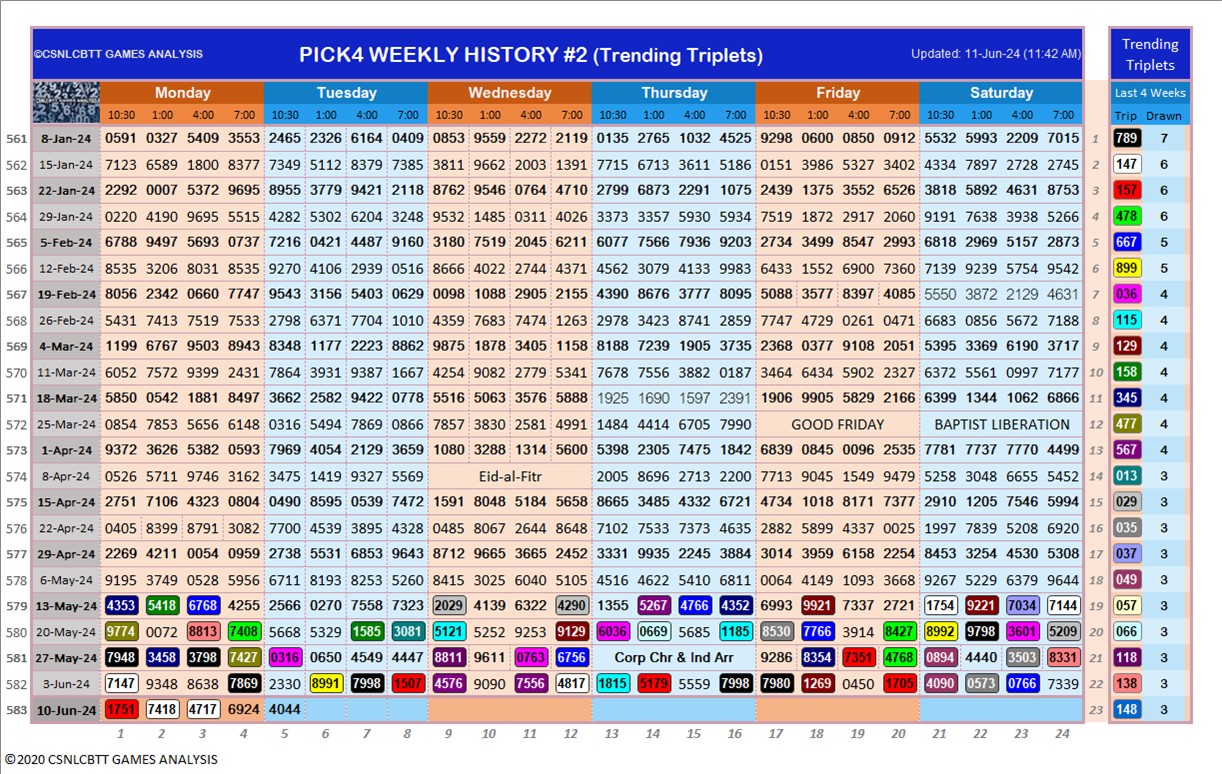 ©CSNLCBTT GAMES ANALYSIS PICK4 WEEKLY HISTORY #2 (Trending Triplets) Updated: 11-Jun-24 (11:42 AM) Trending Triplets
Monday Tuesday Wednesday Thursday Friday Saturday Last 4 Weeks
10:30 1:00 4:00 7:00 10:30 1:00 4:00 7:00 10:30 1:00 4:00 7:00 10:30 1:00 4:00 7:00 10:30 1:00 4:00 7:00 10:30 1:00 4:00 7:00 Trip Drawn
561 8-Jan-24 0591 0327 5409 3553 2465 2326 6164 0409 0853 9559 2272 2119 0135 2765 1032 4525 9298 0600 0850 0912 5532 5993 2209 7015 1 789 7
562 15-Jan-24 7123 6589 1800 8377 7349 5112 8379 7385 9311 9662 2003 1391 7715 6713 3611 5186 0151 3986 5327 3402 4334 7897 2728 2745 2 147 6
563 22-Jan-24 2292 0007 5372 9695 8955 3779 9421 2118 8762 9546 0764 4710 2799 6873 2291 1075 2439 1375 3552 6526 3818 5892 4631 8753 3 157 6
564 29-Jan-24 0220 4190 9695 5515 4282 5302 6204 3248 9532 1485 0311 4026 3373 3357 5930 5934 7519 1872 2917 2060 9191 7638 3938 5266 4 478 6
565 5-Feb-24 6788 9497 5693 0737 7216 0421 4487 9160 3180 7519 2045 6211 6077 7566 7936 9203 2734 3499 8547 2993 6818 2969 5157 2873 5 667 5
566 12-Feb-24 8535 3206 8031 8535 9270 4106 2939 0516 8666 4022 2744 4371 4562 3079 4133 9983 6433 1552 6900 7360 7139 9239 5754 9542 6 899 5
567 19-Feb-24 8056 2342 0660 7747 9543 3156 5403 0625 9098 1088 2905 2155 4390 8676 3777 8095 5088 3577 8397 4085 5550 3872 2129 4631 7 036 4
568 26-Feb-24 5431 7413 7519 7533 2798 6371 7704 1010 4359 7683 7474 1263 2978 3423 8741 2859 7747 4729 0261 0471 6683 0856 5672 7188 8 115 4
569 4-Mar-24 1199 6767 9503 8943 8348 1177 2223 8862 3875 1878 3405 1158 8188 7239 1905 3735 2368 0377 9108 2051 5395 3369 6190 3717 9 129 4
570 11-Mar-24 6052 7572 9399 2431 7864 3931 9387 1667 4254 9082 2779 5341 7678 7556 3882 0187 3464 6434 5902 2327 6372 5561 0997 7177 10 158 4
571 18-Mar-24 5850 0542 1881 8497 3662 2582 9422 0778 5516 5063 3576 5888 1925 1690 1597 2391 1906 9905 5829 2166 6399 1344 1062 6866 11 345 4
572 25-Mar-24 0854 7853 5656 6148 0316 5494 7869 0866 7857 3830 2581 4991 1484 4414 6705 7990 GOOD FRIDAY BAPTIST LIBERATION 12 477 4
573 1-Apr-24 9372 3626 5382 0593 7969 4054 2129 3659 1080 3288 1314 5600 5398 2305 7475 1842 6839 0845 0096 2535 7781 7737 7770 4499 13 567 4
574 8-Apr-24 0526 5711 9746 3162 3475 1419 9327 5569 Eid-al-Fitr 2005 8696 2713 2200 7713 9045 1549 9479 5258 3048 6655 5452 14 013 3
575 15-Apr-24 2751 7106 4323 0804 0490 8595 0539 7472 1591 8048 5184 5658 8665 3485 4332 6721 4734 1018 8171 7377 2910 1205 7546 5994 15 029 3
576 22-Apr-24 0405 8399 8791 3082 7700 4539 3895 4328 0485 8067 2644 8648 7102 7533 7373 4635 2882 5899 4337 0025 1997 7839 5208 6920 16 035 3
577 29-Apr-24 2269 4211 0054 0959 2738 5531 6853 9643 8712 9665 3665 2452 3331 9935 2245 3884 3014 3959 6158 2254 8453 3254 4530 5308 17 037 3
578 6-May-24 9195 3749 0528 5956 6711 8193 8253 5260 8415 3025 6040 5105 4516 4622 5410 6811 0064 4149 1093 3668 9267 5229 6379 9644 18 049 3
579 13-May-24 4353 5418 6768 4255 2566 0270 7558 7323 2029 4139 6322 4290 1355 5267 4766 4352 6993 9921 7337 2721 1754 9221 7034 7144 19 057 3
580 20-May-24 9774 0072 8813 7408 5668 5329 1585 3081 5121 5252 9253 9129 6036 0669 5685 1185 8530 7766 3914 8427 8992 9798 3601 5209 20 066 3
581 27-May-24 7948 3458 3798 7427 0316 0650 4549 4447 8811 9611 0763 6756 Corp Chr & Ind Arr 9286 8354 7351 4768 0894 4440 3503 8331 21 118 3
582 3-Jun-24 7147 9348 8638 7869 2330 8991 7998 1507 4576 9090 7556 4817 1815 5179 5559 7998 7980 1269 0450 1705 4090 0573 0766 7339 22 138 3
583 10-Jun-24 1751 7418 4717 6924 4044 23 148 3
1 2 3 4 5 6 7 8 9 10 11 12 13 14 15 16 17 18 19 20 21 22 23 24
©2020 CSNLCBTT GAMES ANALYSIS